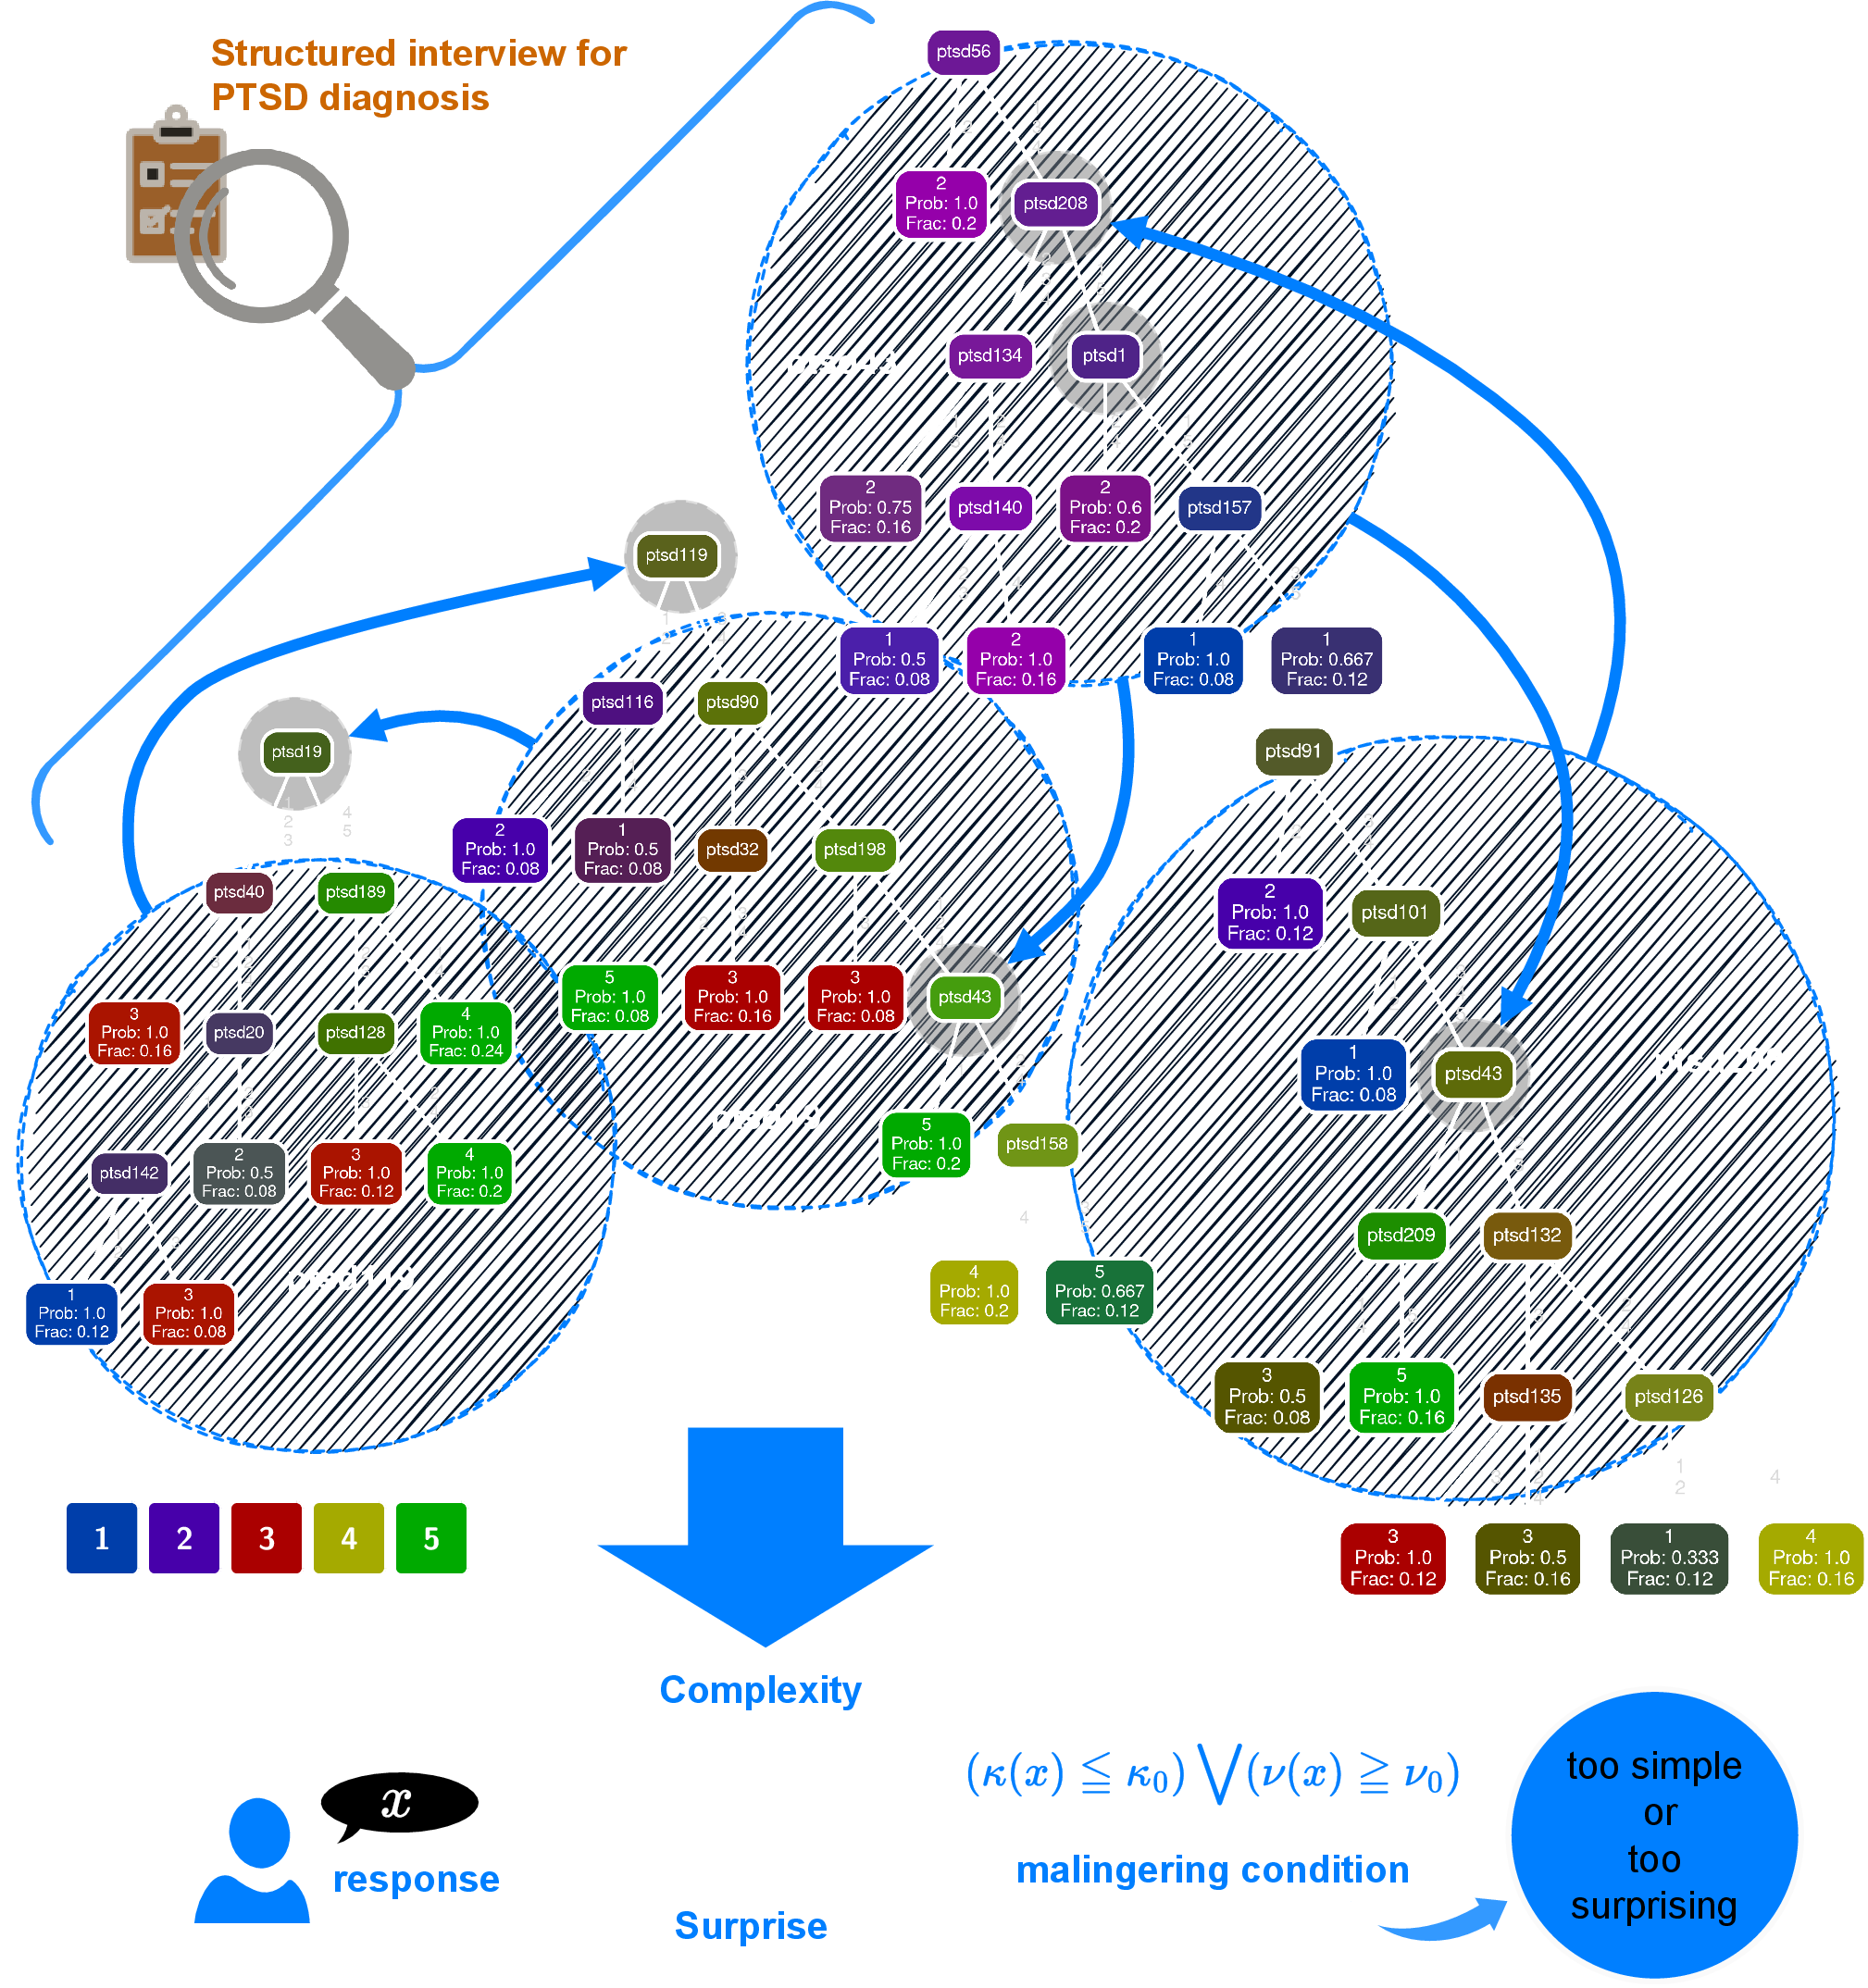 Structured interview for
PTSD diagnosis
ptsd56
2
Prob: 1.0
Frac: 0.2
ptsd208
ptsd134
ptsd1
2
Prob: 0.75
Frac: 0.16
ptsd140
2
Prob: 0.6
Frac: 0.2
ptsd157
1
Prob: 0.5
Frac: 0.08
2
Prob: 1.0
Frac: 0.16
1
Prob: 1.0
Frac: 0.08
1
Prob: 0.667
Frac: 0.12
ptsd119
ptsd116
ptsd90
2
Prob: 1.0
Frac: 0.08
1
Prob: 0.5
Frac: 0.08
ptsd32
ptsd198
5
Prob: 1.0
Frac: 0.08
3
Prob: 1.0
Frac: 0.16
3
Prob: 1.0
Frac: 0.08
ptsd43
5
Prob: 1.0
Frac: 0.2
ptsd158
4
4
Prob: 1.0
Frac: 0.2
5
Prob: 0.667
Frac: 0.12
ptsd19
1
2
3
4
5
ptsd40
ptsd189
3
Prob: 1.0
Frac: 0.16
ptsd20
ptsd128
4
Prob: 1.0
Frac: 0.24
ptsd142
2
Prob: 0.5
Frac: 0.08
3
Prob: 1.0
Frac: 0.12
4
Prob: 1.0
Frac: 0.2
1
Prob: 1.0
Frac: 0.12
3
Prob: 1.0
Frac: 0.08
ptsd119
ptsd91
2
Prob: 1.0
Frac: 0.12
ptsd101
1
Prob: 1.0
Frac: 0.08
ptsd43
ptsd209
ptsd132
3
Prob: 0.5
Frac: 0.08
5
Prob: 1.0
Frac: 0.16
ptsd135
ptsd126
1
2
4
3
Prob: 1.0
Frac: 0.12
3
Prob: 0.5
Frac: 0.16
1
Prob: 0.333
Frac: 0.12
4
Prob: 1.0
Frac: 0.16
1 2 3 4 5
Complexity
(κ(x) ≦ κ₀) ⋁ (ν(x) ≧ ν₀)
x
response
malingering condition
Surprise
too simple
or
too
surprising